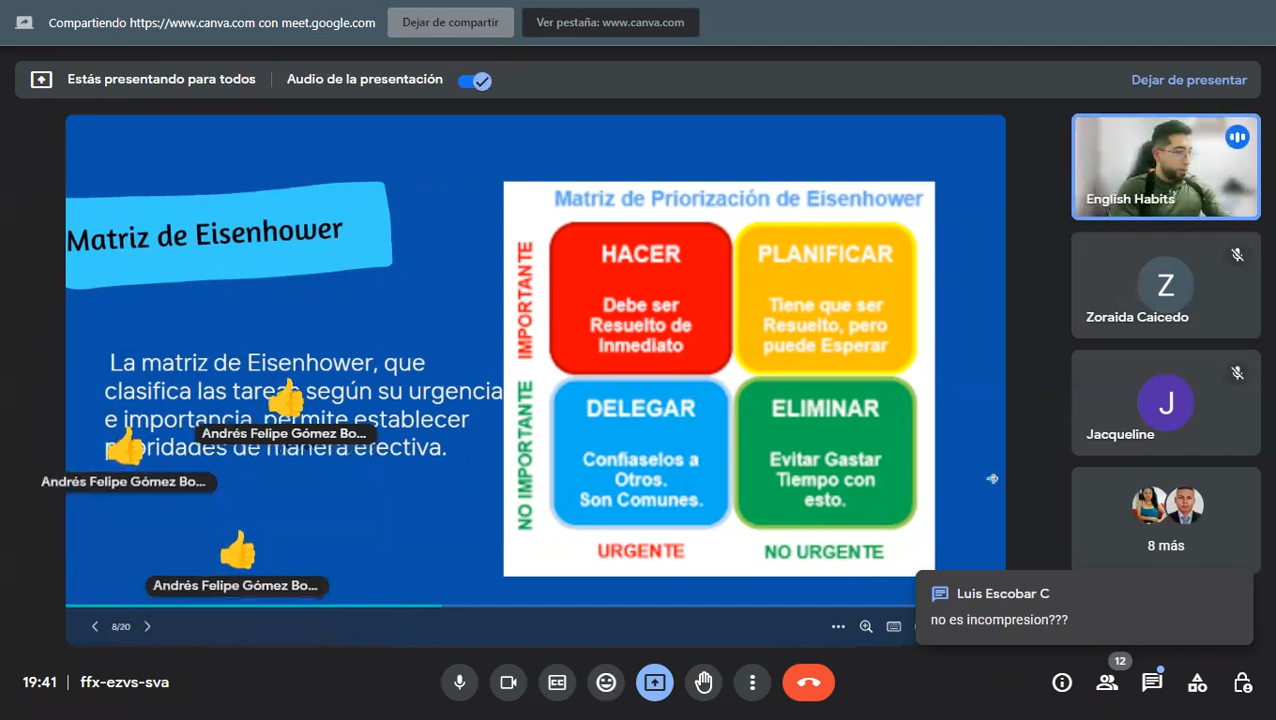 Compartiendo https://www.canva.com con meet.google.com
Dejar de compartir
Ver pestaña: www.canva.com
Estás presentando para todos
Audio de la presentación
Dejar de presentar
Matriz de Eisenhower
La matriz de Eisenhower, que
clasifica las tareas según su urgencia
e importancia, permite establecer
prioridades de manera efectiva.
Andrés Felipe Gómez Bo...
Andrés Felipe Gómez Bo...
Andrés Felipe Gómez Bo...
Matriz de Priorización de Eisenhower
IMPORTANTE
HACER
Debe ser
Resuelto de
Inmediato
PLANIFICAR
Tiene que ser
Resuelto, pero
puede Esperar
NO IMPORTANTE
DELEGAR
Confiaselos a
Otros.
Son Comunes.
ELIMINAR
Evitar Gastar
Tiempo con
esto.
URGENTE
NO URGENTE
8/20
English Habits
Z
Zoraida Caicedo
J
Jacqueline
8 más
Luis Escobar C
no es incompresion???
19:41
ffx-ezvs-sva
12